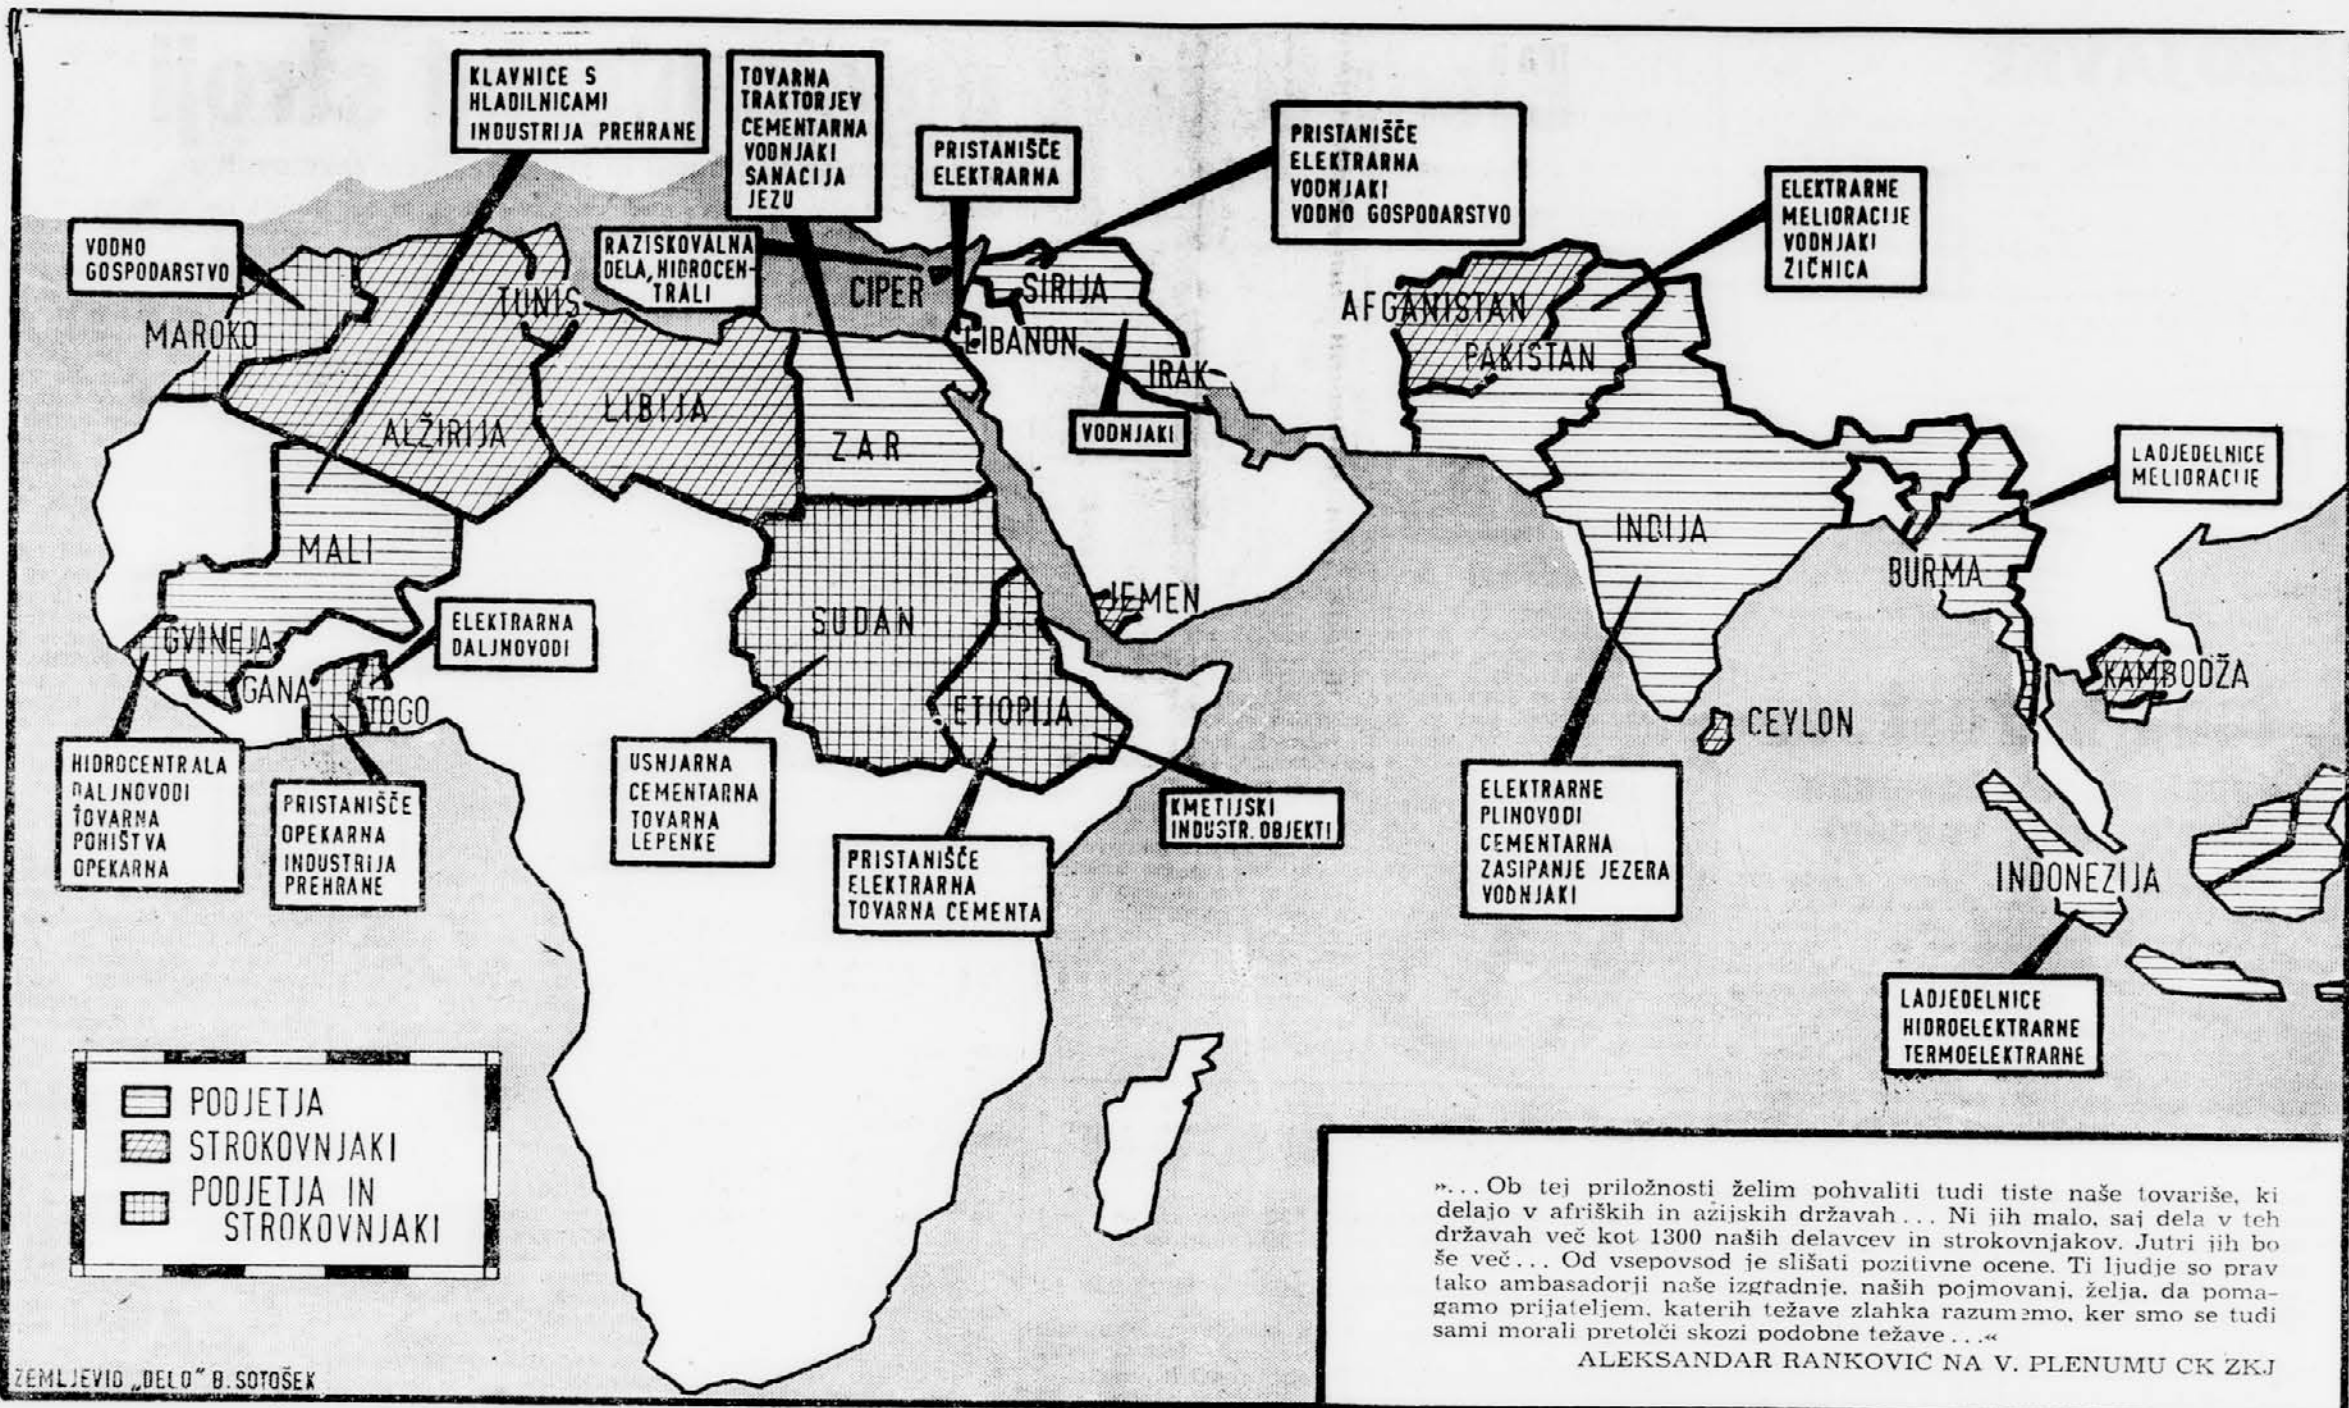 KLAVNICE S
HLADILNICAMI
INDUSTRIJA PREHRANE
TOVARNA
TRAKTORJEV
CEMENTARNA
VODNJAKI
SANACIJA
JEZU
PRISTANIŠČE
ELEKTRARNA
PRISTANIŠČE
ELEKTRARNA
VODNJAKI
VODNO GOSPODARSTVO
ELEKTRARNE
MELIORACIJE
VODNJAKI
ŽIČNICA
VODNO
GOSPODARSTVO
RAZISKOVALNA
DELA, HIDROCEN-
TRALI
CIPER
SIRIJA
TUNIS
MAROKO
LIBANON
IRAK
AFGANISTAN
PAKISTAN
ALŽIRIJA
LIBIJA
ZAR
VODNJAKI
LADJEDELNICE
MELIORACIJE
MALI
INDIJA
BURMA
JEMEN
SUDAN
ELEKTRARNA
DALJNOVODI
GVINEJA
GANA
TOGO
ETIOPIJA
KAMBODŽA
CEYLON
HIDROCENTRALA
DALJNOVODI
TOVARNA
POHIŠTVA
OPEKARNA
PRISTANIŠČE
OPEKARNA
INDUSTRIJA
PREHRANE
USNJARNA
CEMENTARNA
TOVARNA
LEPENKE
PRISTANIŠČE
ELEKTRARNA
TOVARNA CEMENTA
KMETIJSKI
INDUSTR. OBJEKTI
ELEKTRARNE
PLINOVODI
CEMENTARNA
ZASIPANJE JEZERA
VODNJAKI
INDONEZIJA
LADJEDELNICE
HIDROELEKTRARNE
TERMOELEKTRARNE
PODJETJA
STROKOVNJAKI
PODJETJA IN
STROKOVNJAKI
»... Ob tej priložnosti želim pohvaliti tudi tiste naše tovariše, ki
delajo v afriških in azijskih državah... Ni jih malo, saj dela v teh
državah več kot 1300 naših delavcev in strokovnjakov. Jutri jih bo
še več... Od vsepovsod je slišati pozitivne ocene. Ti ljudje so prav
tako ambasadorji naše izgradnje, naših pojmovanj, želja, da poma-
gamo prijateljem, katerih težave zlahka razumemo, ker smo se tudi
sami morali pretolči skozi podobne težave...«
ALEKSANDAR RANKOVIĆ NA V. PLENUMU CK ZKJ
ZEMLJEVID „DELO“ B. SOTOŠEK